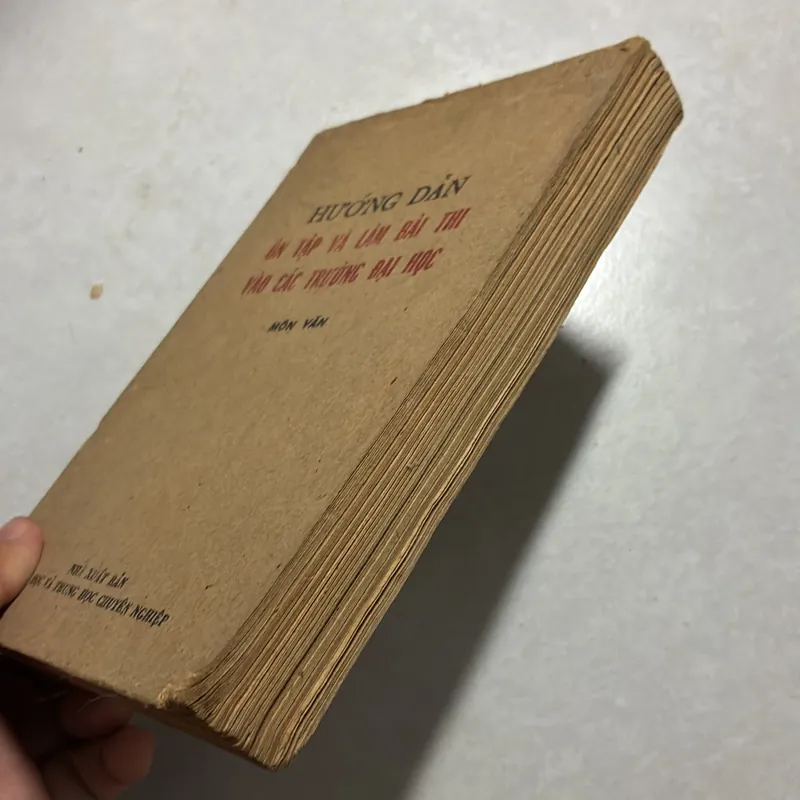 HƯỚNG DẪN
ÔN TẬP VÀ LÀM BÀI THI
VÀO CÁC TRƯỜNG ĐẠI HỌC
MÔN VĂN
NHÀ XUẤT BẢN
HỌC VÀ TRUNG HỌC CHUYÊN NGHIỆP